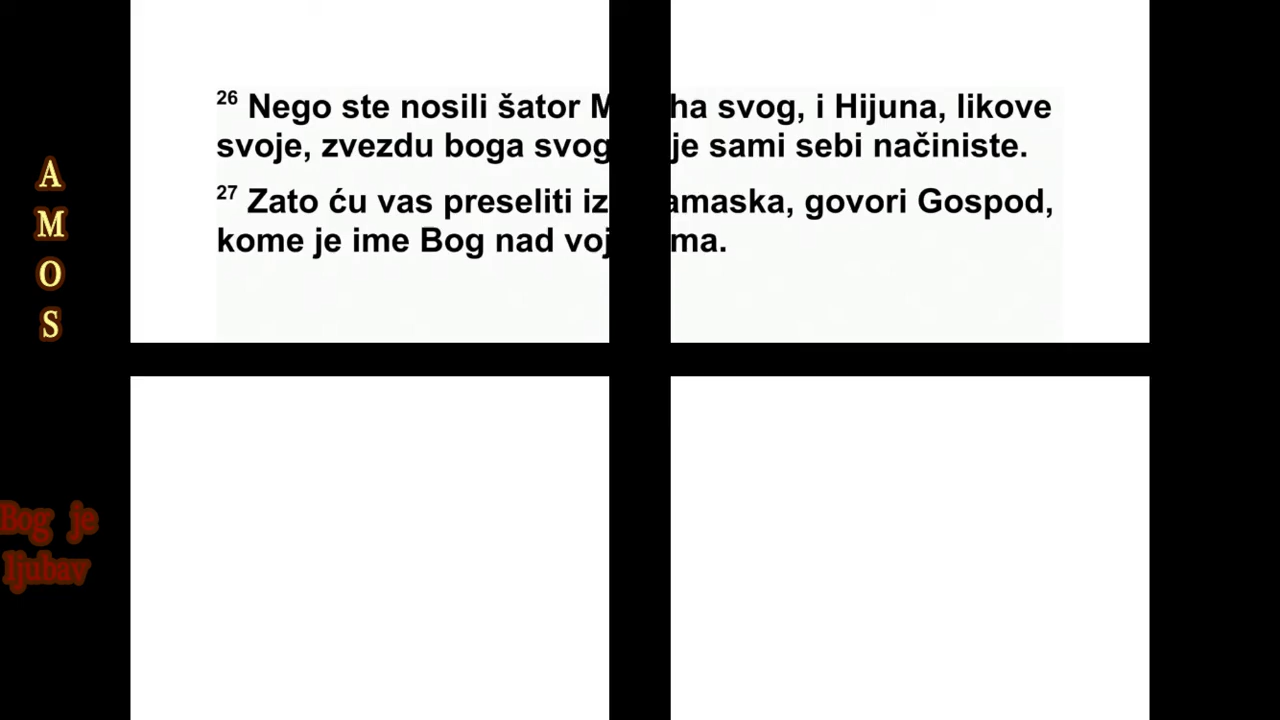 A
M
O
S
Bog je
ljubav
26 Nego ste nosili šator svog, i Hijuna, likove
svoje, zvezdu boga svog sami sebi načiniste.
27 Zato ću vas preseliti govori Gospod,
kome je ime Bog nad